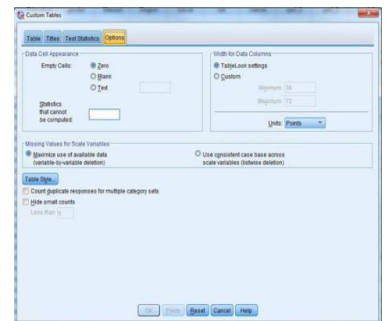 Custom Tables
Table Titles Test Statistics Options
Data Cell Appearance
Empty Cells: Zero
Blank
Text
Statistics
that cannot
be computed:
Width for Data Columns
TableLook settings
Custom
Minimum: 36
Maximum: 72
Units: Points
Missing Values for Scale Variables
Maximize use of available data
(variable-by-variable deletion)
Use consistent case base across
scale variables (listwise deletion)
Table Style...
Count duplicate responses for multiple category sets
Hide small counts
Less than
OK Paste Reset Cancel Help